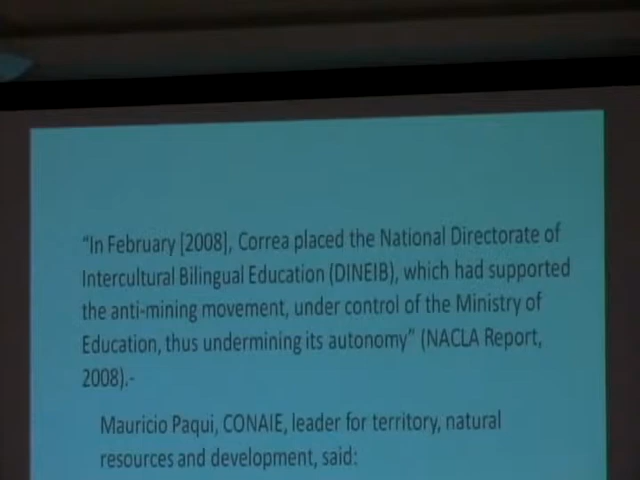 “In February [2008], Correa placed the National Directorate of
Intercultural Bilingual Education (DINEIB), which had supported
the anti-mining movement, under control of the Ministry of
Education, thus undermining its autonomy” (NACLA Report,
2008).-
Mauricio Paqui, CONAIE, leader for territory, natural
resources and development, said: